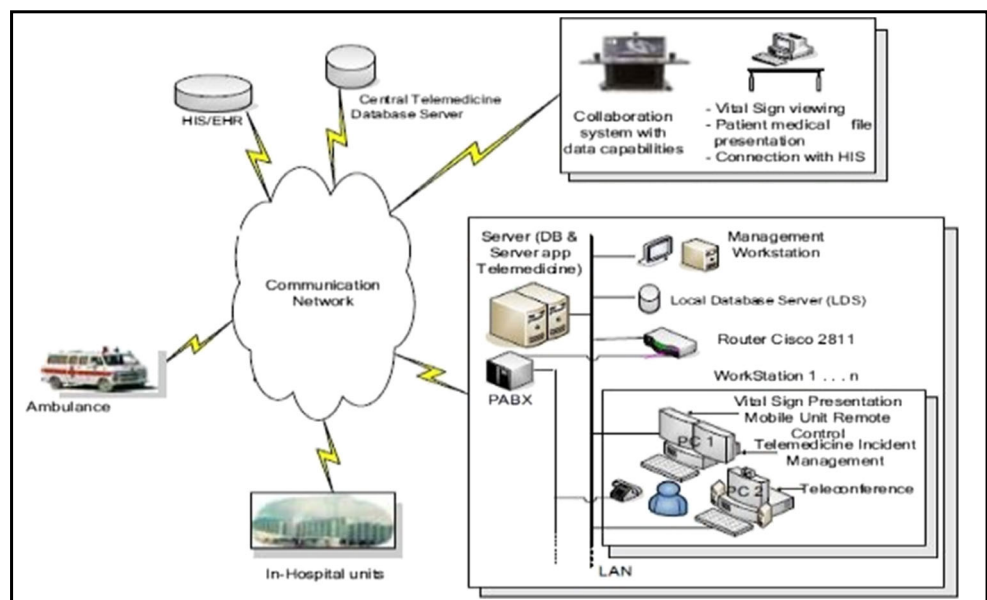 HIS/EHR
Central Telemedicine
Database Server
Collaboration
system with
data capabilities
- Vital Sign viewing
- Patient medical file
presentation
- Connection with HIS
Communication
Network
Ambulance
In-Hospital units
Server (DB &
Server app
Telemedicine)
PABX
Management
Workstation
Local Database Server (LDS)
Router Cisco 2811
WorkStation 1 . . . n
Vital Sign Presentation
Mobile Unit Remote
Control
PC 1
Telemedicine Incident
Management
PC 2
Teleconference
LAN